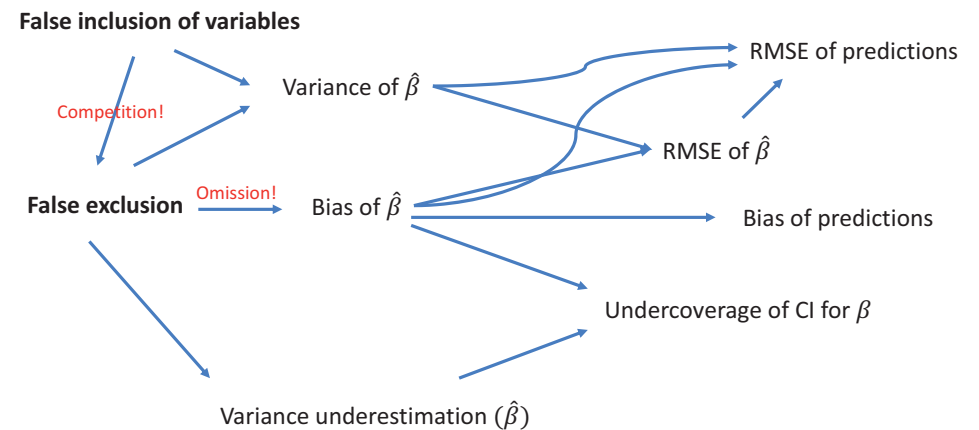 False inclusion of variables
RMSE of predictions
Variance of β̂
Competition!
RMSE of β̂
Omission!
False exclusion
Bias of β̂
Bias of predictions
Undercoverage of CI for β
Variance underestimation (β̂)